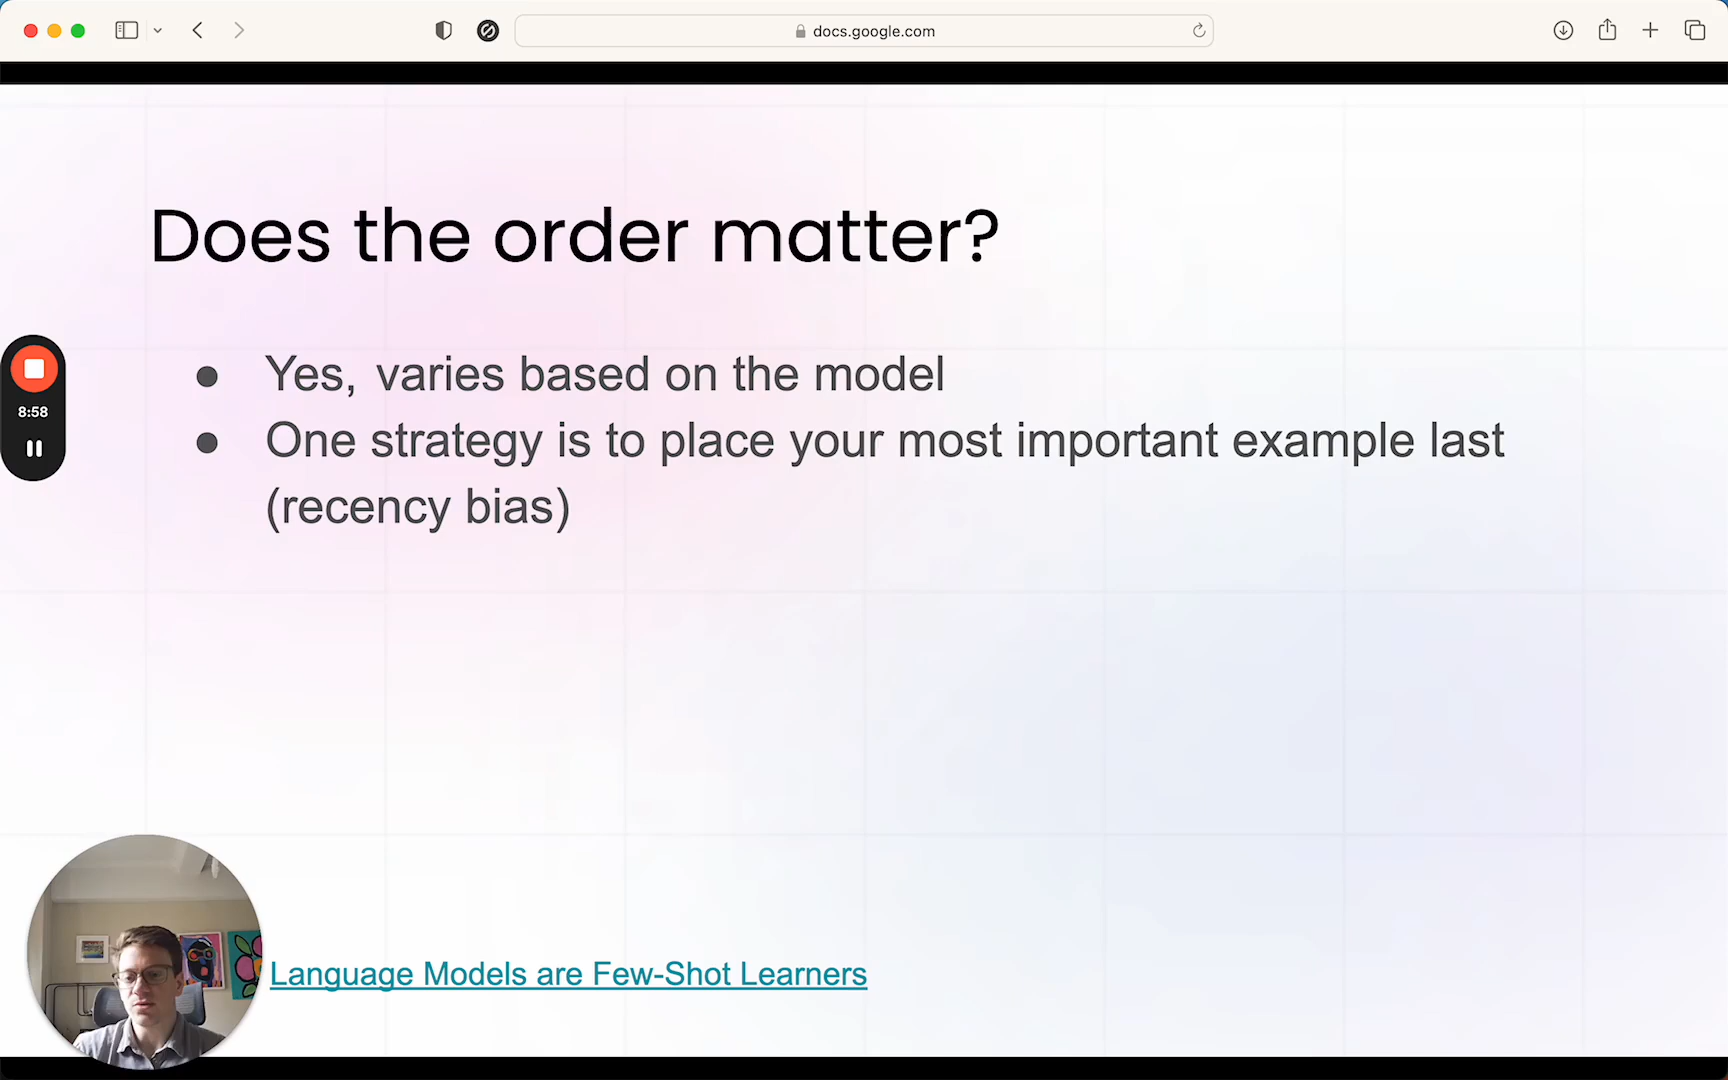 docs.google.com
Does the order matter?
● Yes, varies based on the model
● One strategy is to place your most important example last
(recency bias)
8:58
Language Models are Few-Shot Learners